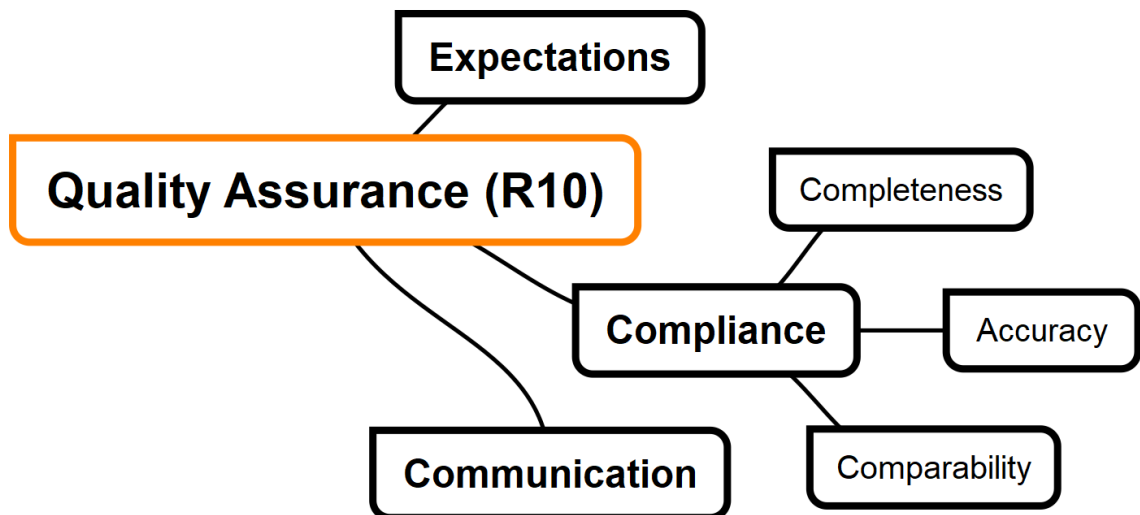 Expectations
Quality Assurance (R10)
Completeness
Compliance
Accuracy
Communication
Comparability